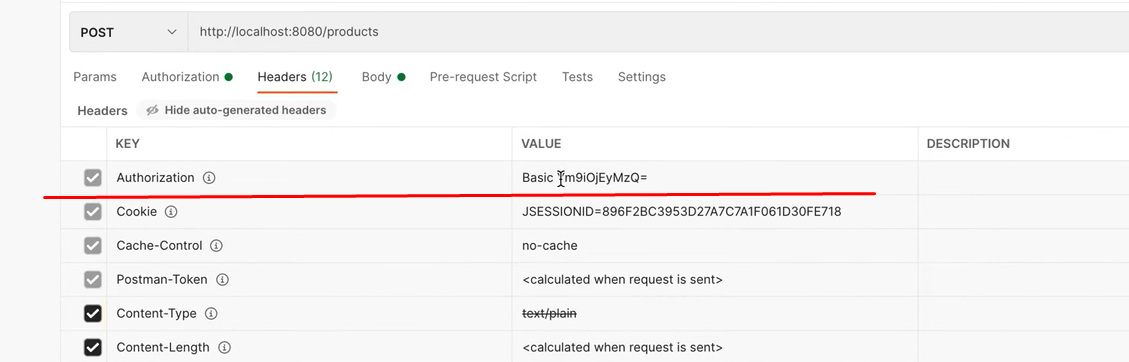 POST http://localhost:8080/products
Params Authorization Headers (12) Body Pre-request Script Tests Settings
Headers Hide auto-generated headers
KEY VALUE DESCRIPTION
Authorization Basic
Cookie JSESSIONID=896F2BC3953D27A7C7A1F061D30FE718
Cache-Control no-cache
Postman-Token <calculated when request is sent>
Content-Type text/plain
Content-Length <calculated when request is sent>